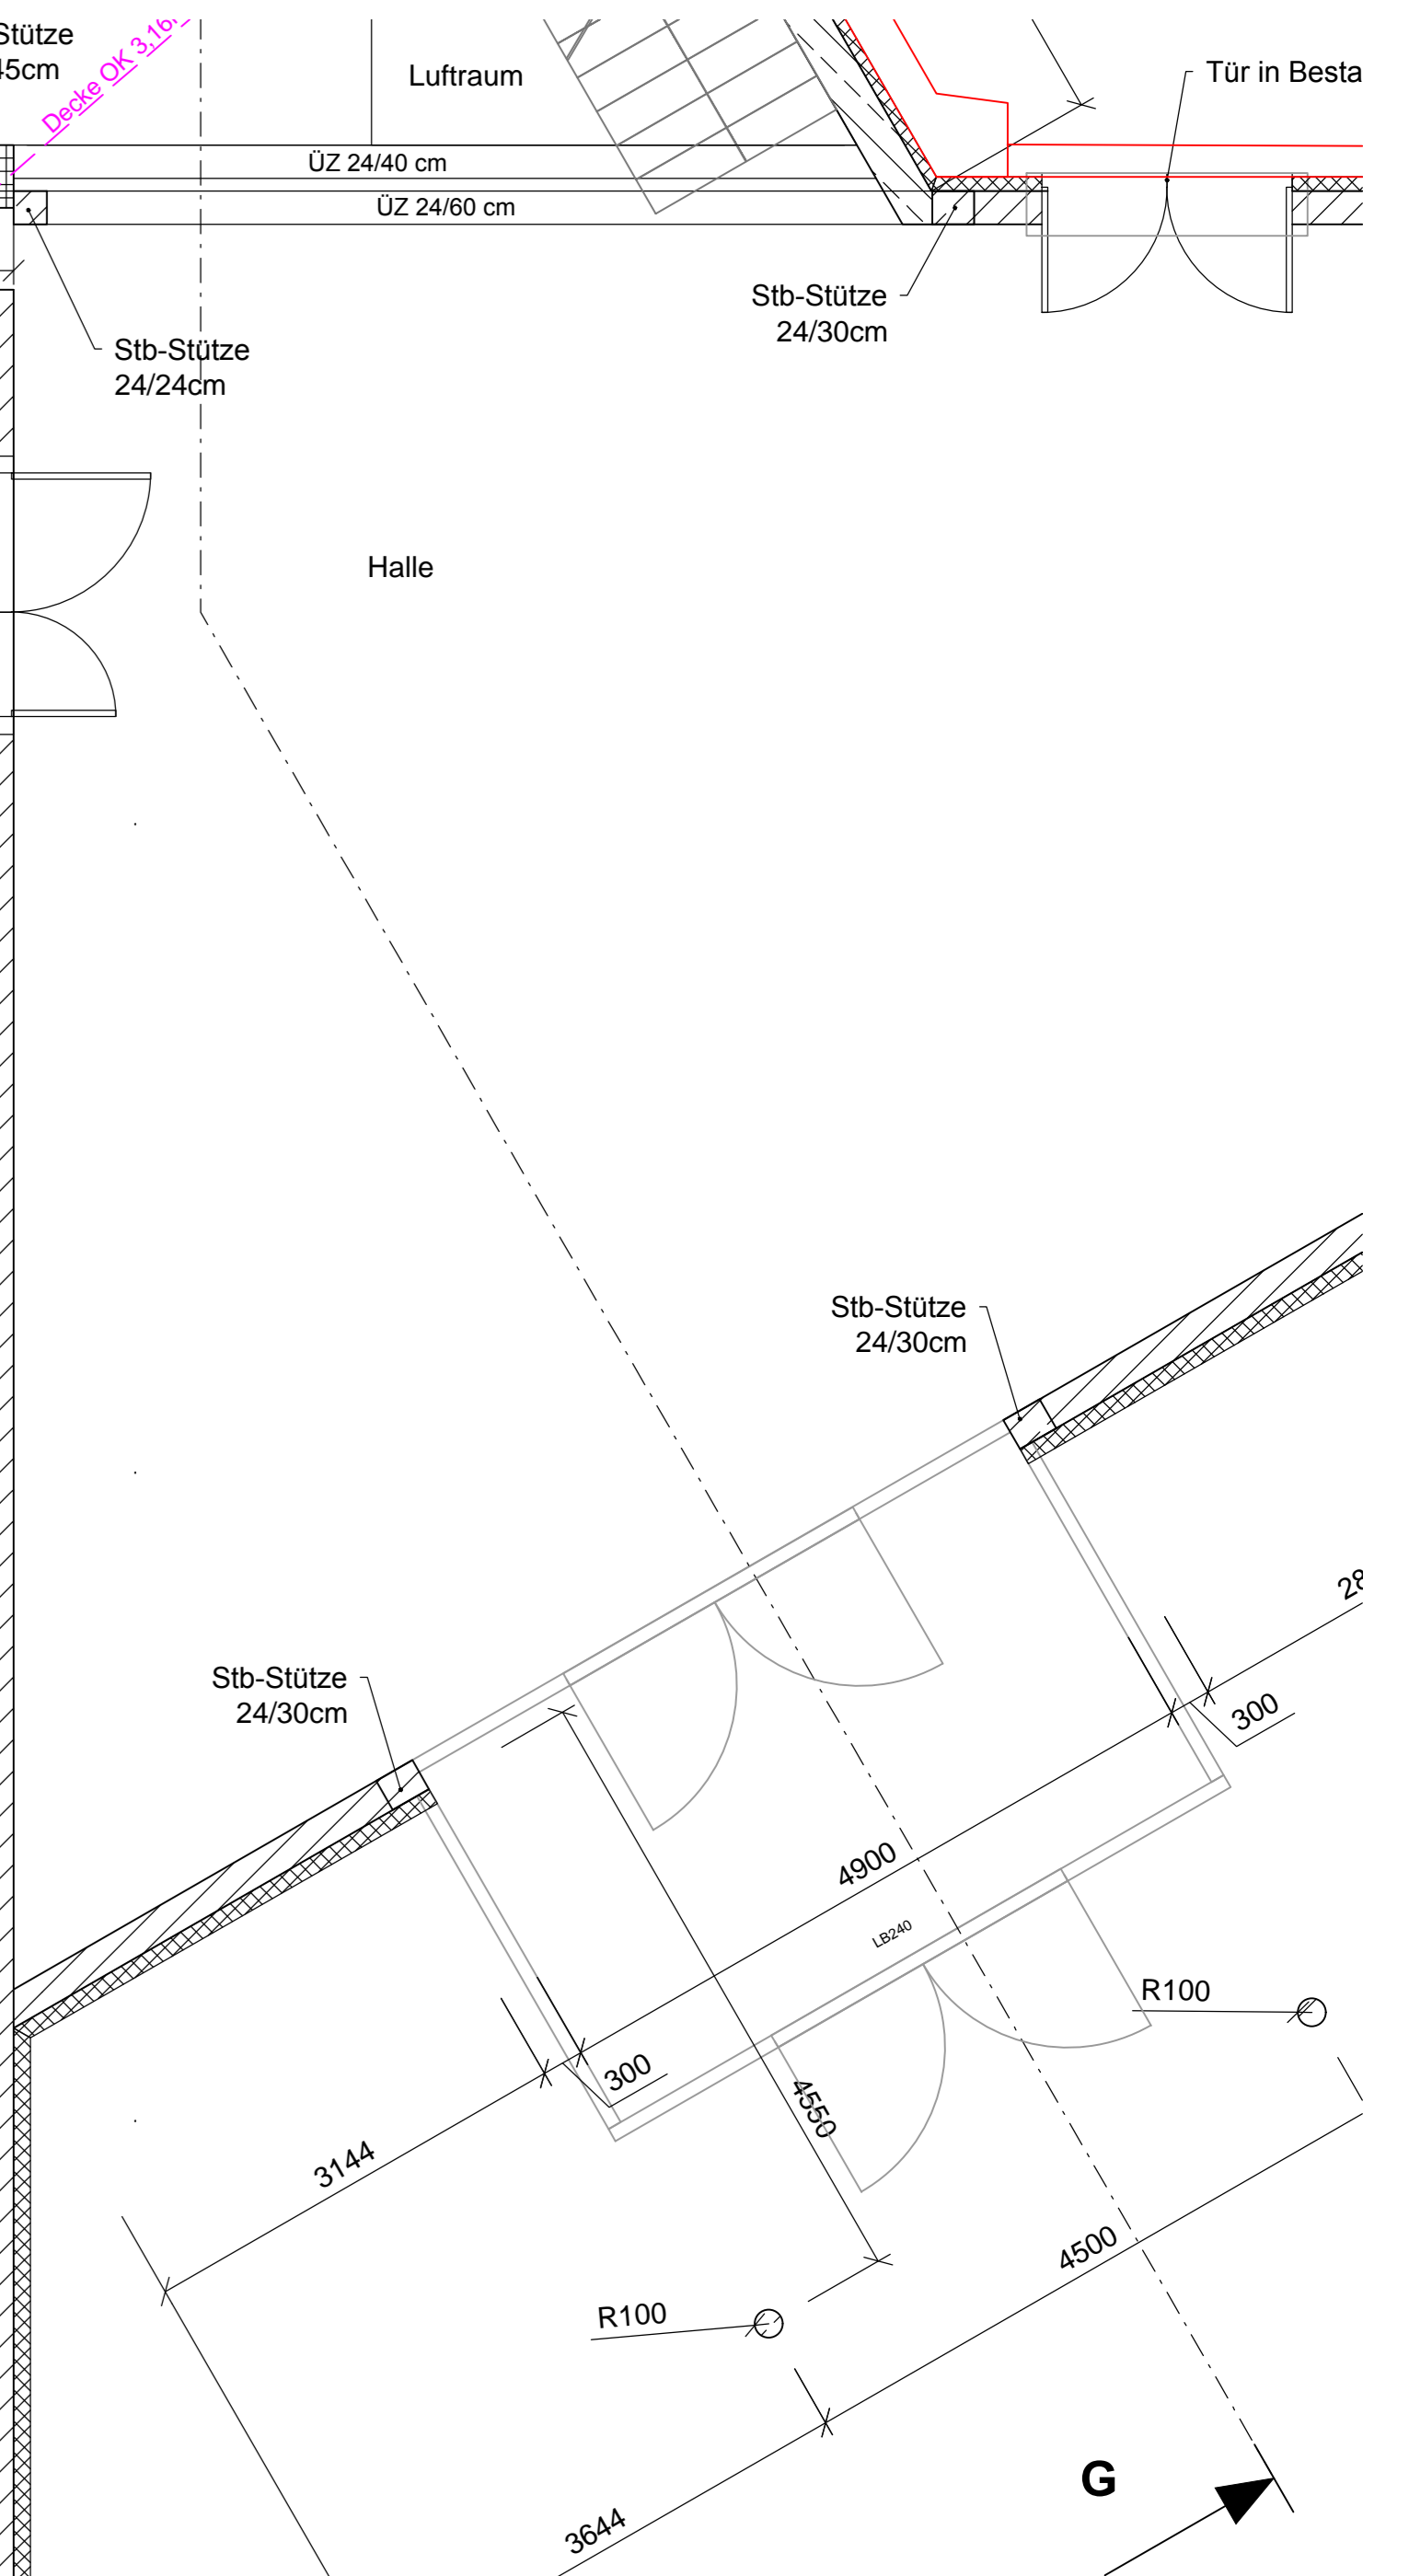 Stütze
45cm
Decke OK 3,16
Luftraum
Tür in Besta
ÜZ 24/40 cm
ÜZ 24/60 cm
Stb-Stütze
24/30cm
Stb-Stütze
24/24cm
Halle
Stb-Stütze
24/30cm
28
Stb-Stütze
24/30cm
300
4900
LB240
R100
300
4550
3144
4500
R100
G
3644